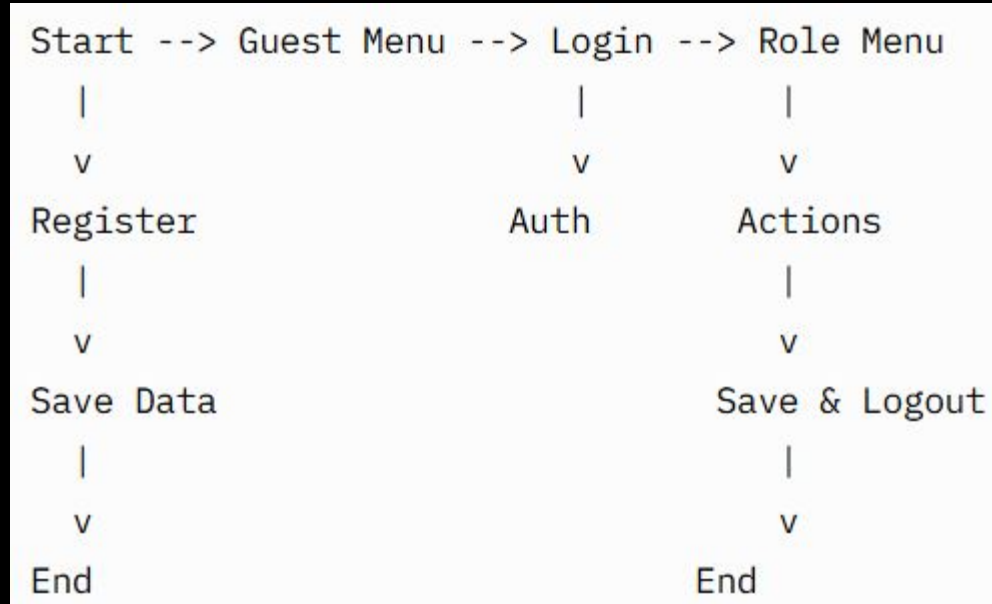 Start --> Guest Menu --> Login --> Role Menu
  |                       |         |
  v                       v         v
Register               Auth       Actions
  |                                 |
  v                                 v
Save Data                        Save & Logout
  |                                 |
  v                                 v
End                             End